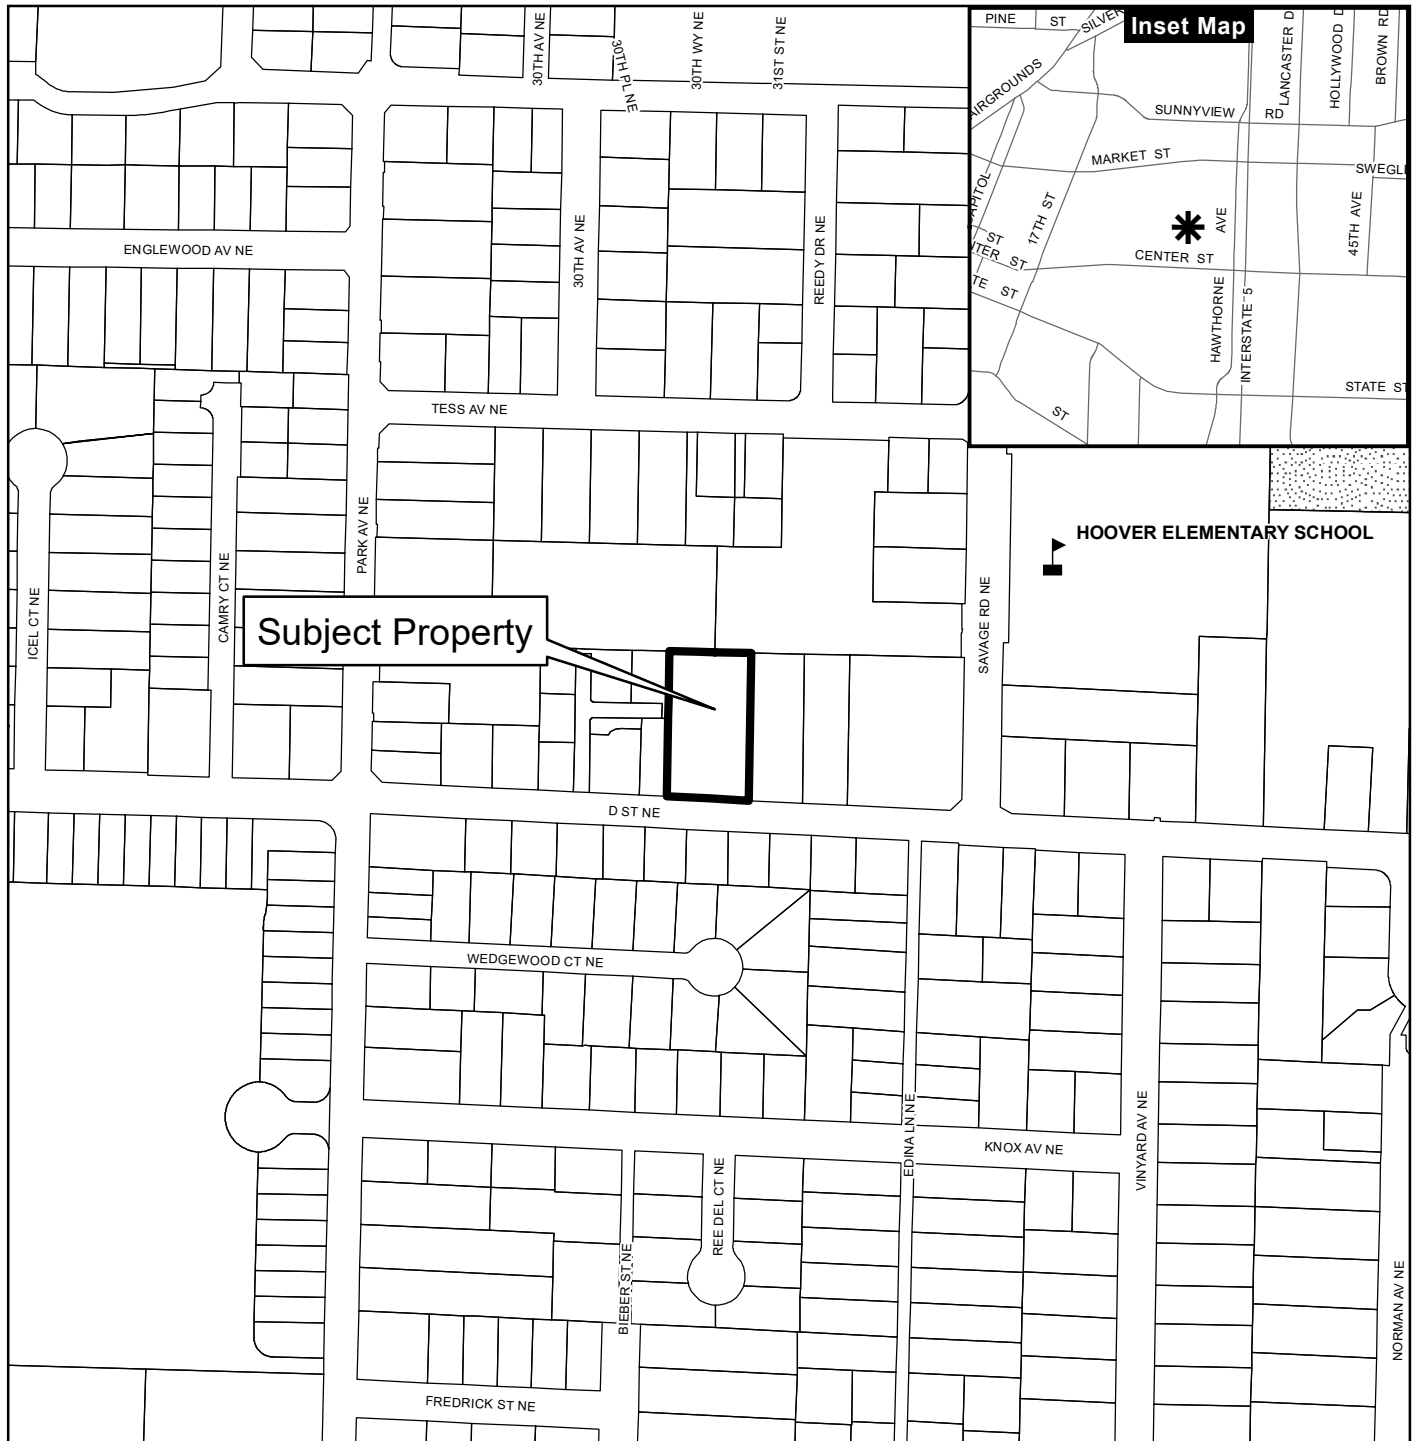 30TH AV NE
30TH PL NE
30TH WY NE
31ST ST NE
Inset Map
PINE ST
SILVER
AIRGROUNDS
LANCASTER D
HOLLYWOOD D
BROWN RD
SUNNYVIEW RD
MARKET ST
SWEGL
APITOL
17TH ST
ST
NTER ST
TE ST
CENTER ST
HAWTHORNE AVE
INTERSTATE 5
45TH AVE
STATE ST
ST
ENGLEWOOD AV NE
30TH AV NE
REEDY DR NE
TESS AV NE
PARK AV NE
HOOVER ELEMENTARY SCHOOL
ICEL CT NE
CAMRY CT NE
Subject Property
SAVAGE RD NE
D ST NE
WEDGEWOOD CT NE
EDINA LN NE
KNOX AV NE
VINYARD AV NE
REE DEL CT NE
BIEBER ST NE
NORMAN AV NE
FREDRICK ST NE